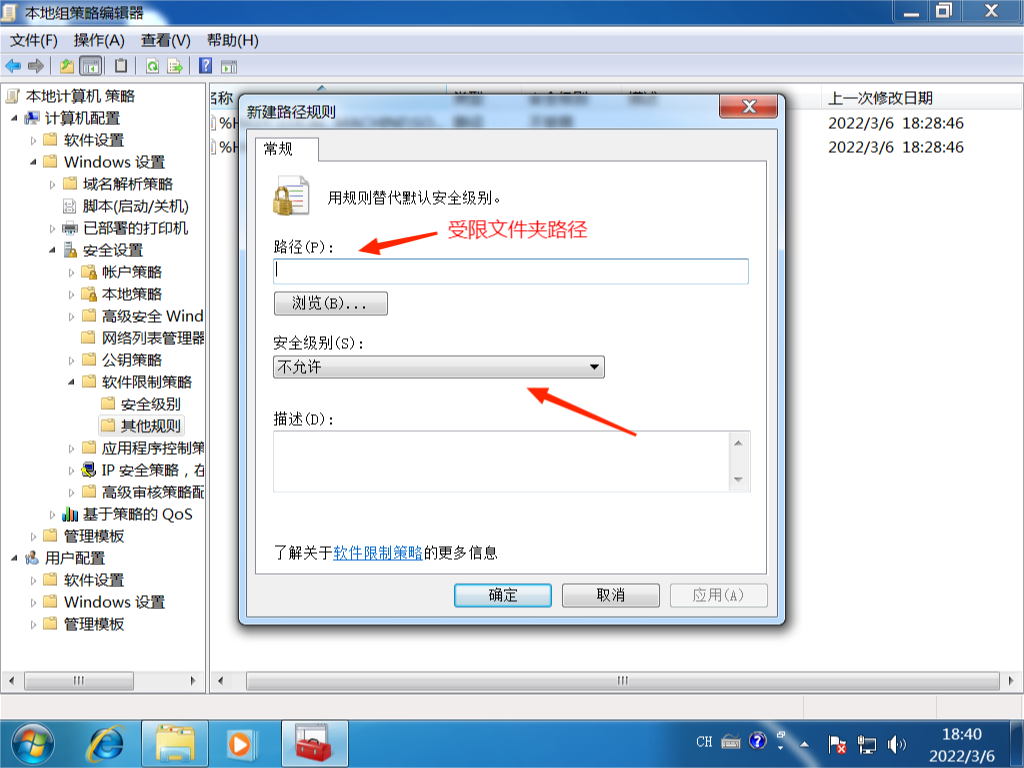 本地组策略编辑器
文件(F) 操作(A) 查看(V) 帮助(H)
本地计算机 策略
计算机配置
软件设置
Windows 设置
域名解析策略
脚本(启动/关机)
已部署的打印机
安全设置
帐户策略
本地策略
高级安全 Wind
网络列表管理器
公钥策略
软件限制策略
安全级别
其他规则
应用程序控制策
IP 安全策略，在
高级审核策略配
基于策略的 QoS
管理模板
用户配置
软件设置
Windows 设置
管理模板
名称 上一次修改日期
%H 2022/3/6 18:28:46
%H 2022/3/6 18:28:46
新建路径规则
常规
用规则替代默认安全级别。
受限文件夹路径
路径(P):
浏览(B)...
安全级别(S):
不允许
描述(D):
了解关于软件限制策略的更多信息
确定 取消 应用(A)
CH
18:40
2022/3/6